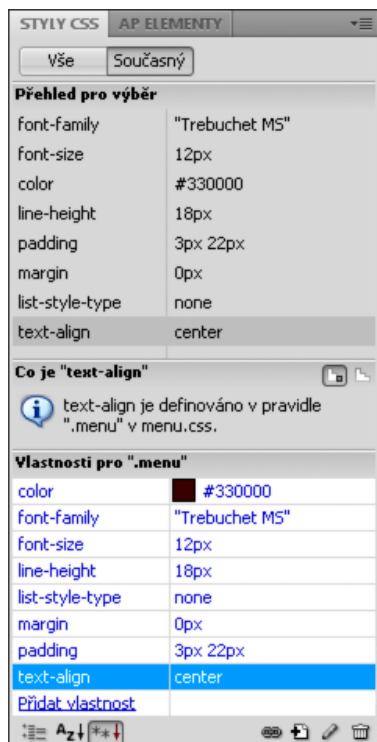 STYLY CSS AP ELEMENTY
Vše Současný
Přehled pro výběr
font-family "Trebuchet MS"
font-size 12px
color #330000
line-height 18px
padding 3px 22px
margin 0px
list-style-type none
text-align center
Co je "text-align"
text-align je definováno v pravidle
".menu" v menu.css.
Vlastnosti pro ".menu"
color #330000
font-family "Trebuchet MS"
font-size 12px
line-height 18px
list-style-type none
margin 0px
padding 3px 22px
text-align center
Přidat vlastnost